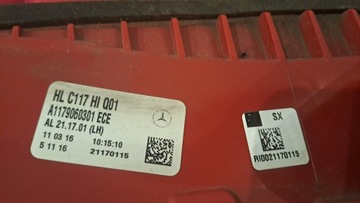 HL C117 HI Q01
A1179060301 ECE
AL 21.17.01 (LH)
11 03 16 10:15:10
5 11 16 21170115
SX
RI0021170115